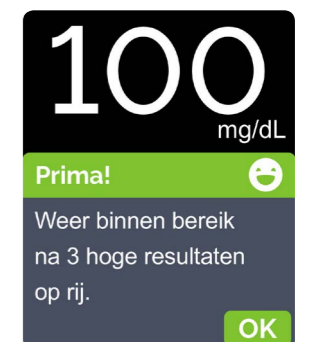 100
mg/dL
Prima!
Weer binnen bereik
na 3 hoge resultaten
op rij.
OK